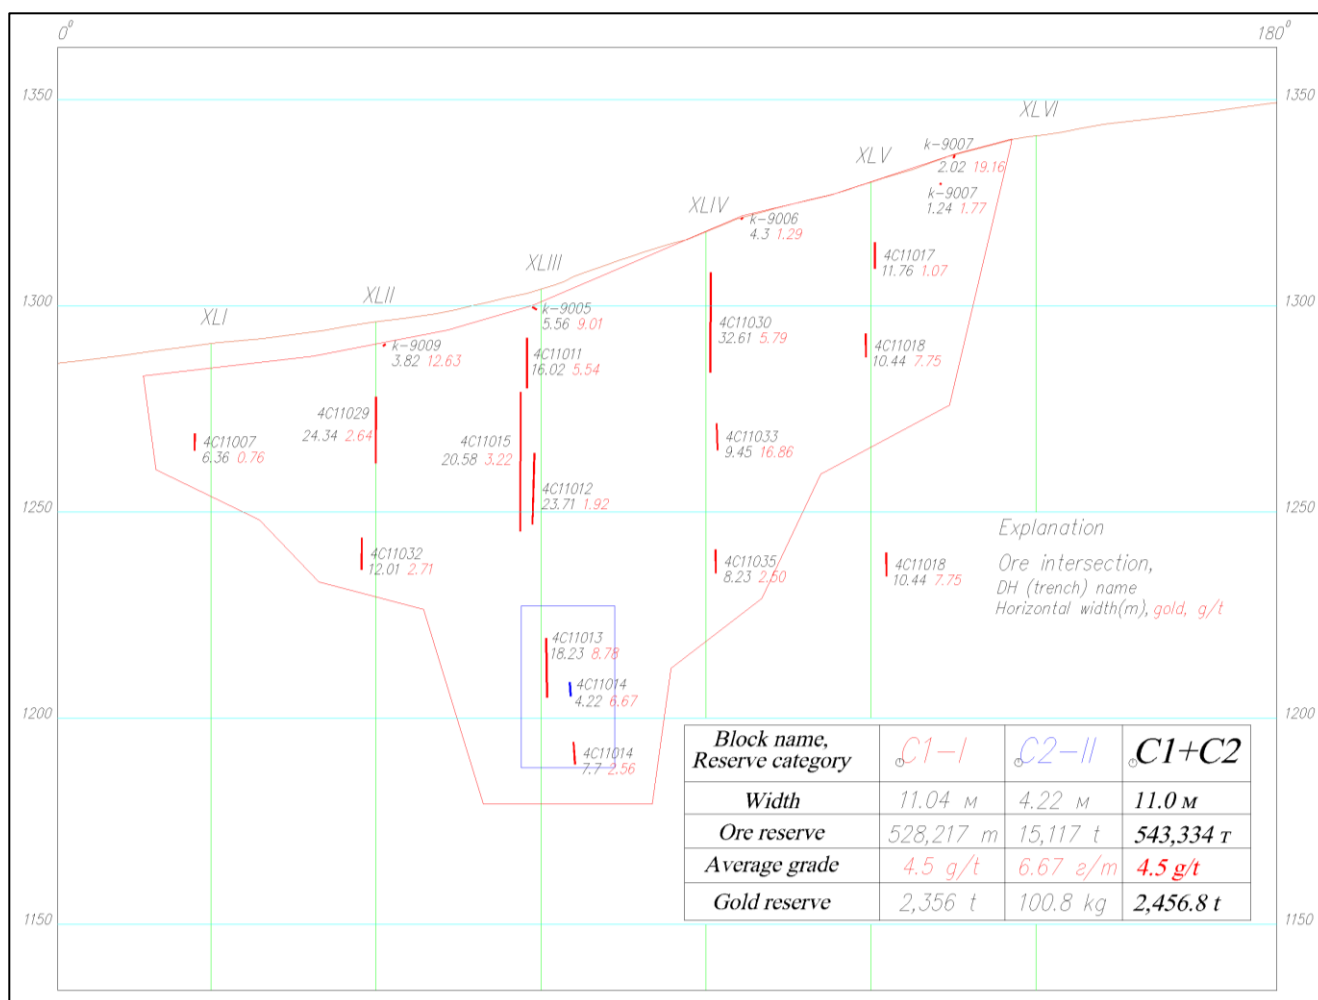 0°
180°
1350
1350
XLVI
k-9007
2.02 19.16
XLV
k-9007
1.24 1.77
XLIV
k-9006
4.3 1.29
4C11017
11.76 1.07
XLIII
1300
1300
XLII
k-9005
5.56 9.01
XLI
4C11030
32.61 5.79
k-9009
3.82 12.63
4C11011
16.02 5.54
4C11018
10.44 7.75
4C11029
24.34 2.64
4C11007
6.36 0.76
4C11015
20.58 3.22
4C11033
9.45 16.86
4C11012
23.71 1.92
1250
1250
Explanation
4C11032
12.01 2.71
4C11035
8.23 2.50
4C11018
10.44 7.75
Ore intersection,
DH (trench) name
Horizontal width(m), gold, g/t
4C11013
18.23 8.78
4C11014
4.22 6.67
1200
1200
4C11014
7.7 2.56
Block name,
Reserve category
C1-I
C2-II
C1+C2
Width
11.04 м
4.22 м
11.0 м
Ore reserve
528,217 m
15,117 t
543,334 т
Average grade
4.5 g/t
6.67 г/m
4.5 g/t
Gold reserve
2,356 t
100.8 kg
2,456.8 t
1150
1150